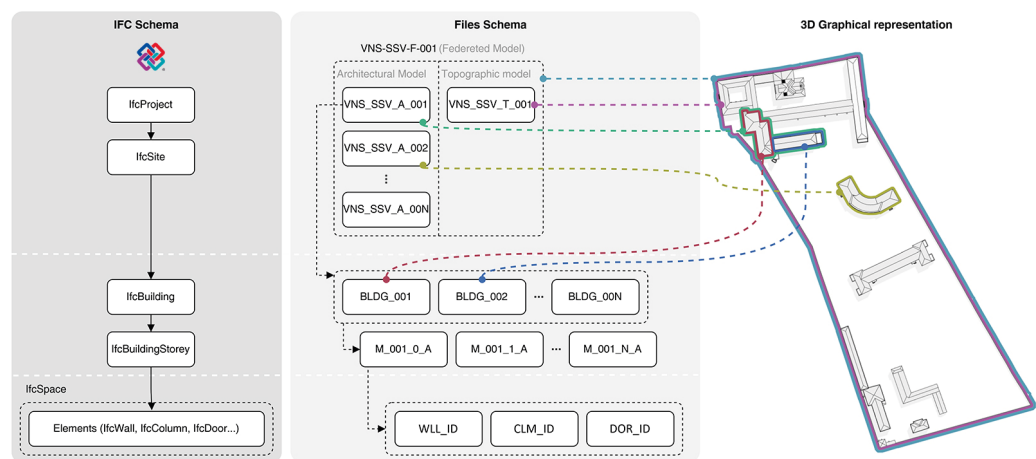 IFC Schema
IfcProject
IfcSite
IfcBuilding
IfcBuildingStorey
IfcSpace
Elements (IfcWall, IfcColumn, IfcDoor...)
Files Schema
VNS-SSV-F-001 (Federeted Model)
Architectural Model
Topographic model
VNS_SSV_A_001
VNS_SSV_T_001
VNS_SSV_A_002
⋮
VNS_SSV_A_00N
BLDG_001
BLDG_002
...
BLDG_00N
M_001_0_A
M_001_1_A
...
M_001_N_A
WLL_ID
CLM_ID
DOR_ID
3D Graphical representation